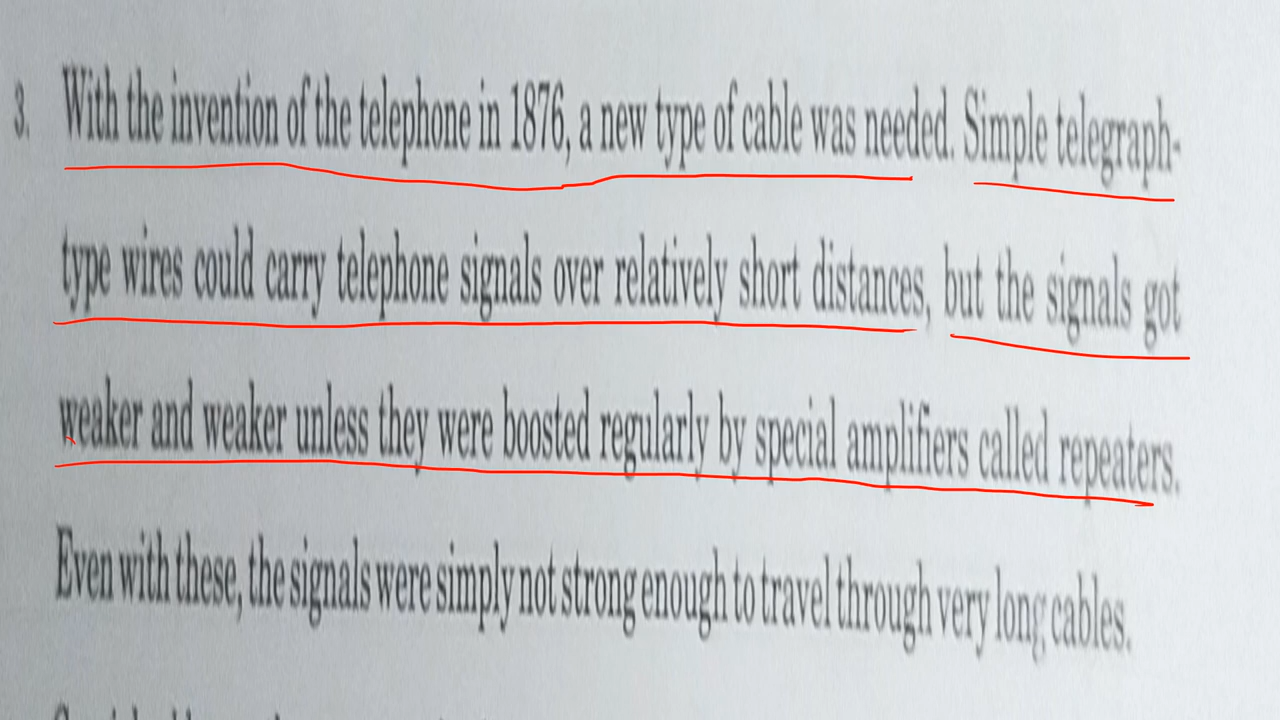 3. With the invention of the telephone in 1876, a new type of cable was needed. Simple telegraph-
type wires could carry telephone signals over relatively short distances, but the signals got
weaker and weaker unless they were boosted regularly by special amplifiers called repeaters.
Even with these, the signals were simply not strong enough to travel through very long cables.